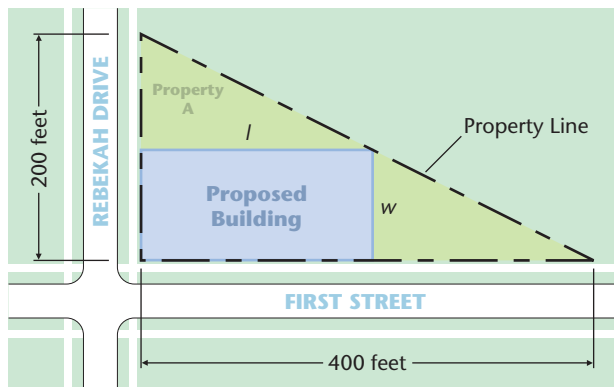 200 feet
REBEKAH DRIVE
Property
A
l
Property Line
Proposed
Building
w
FIRST STREET
400 feet